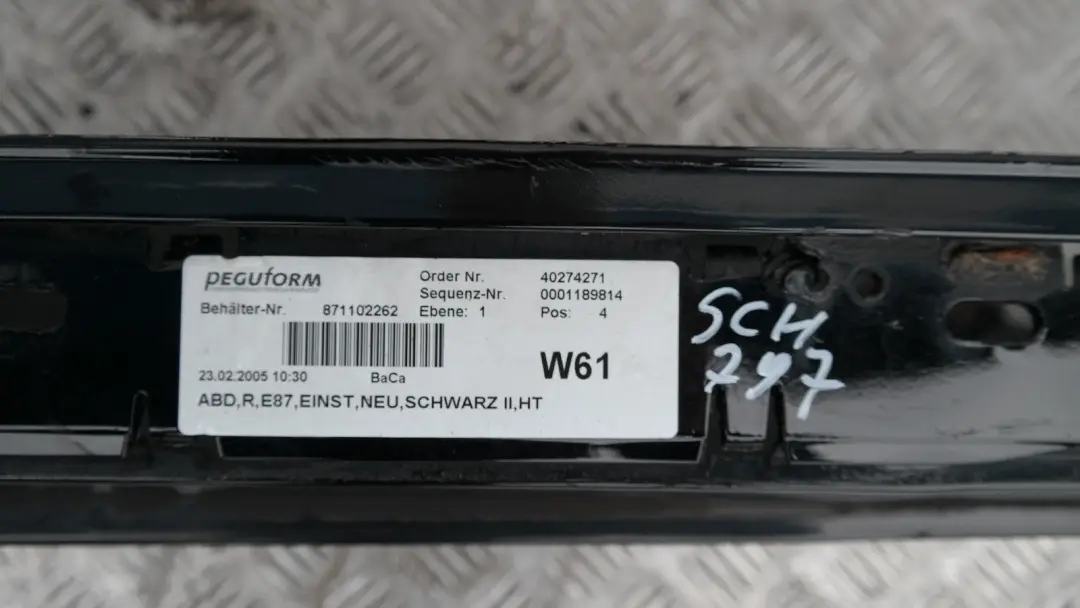 PEGUFORM
Order Nr. 40274271
Sequenz-Nr. 0001189814
Behälter-Nr. 871102262 Ebene: 1 Pos: 4
W61
23.02.2005 10:30 BaCa
ABD,R,E87,EINST,NEU,SCHWARZ II,HT
SCH
797